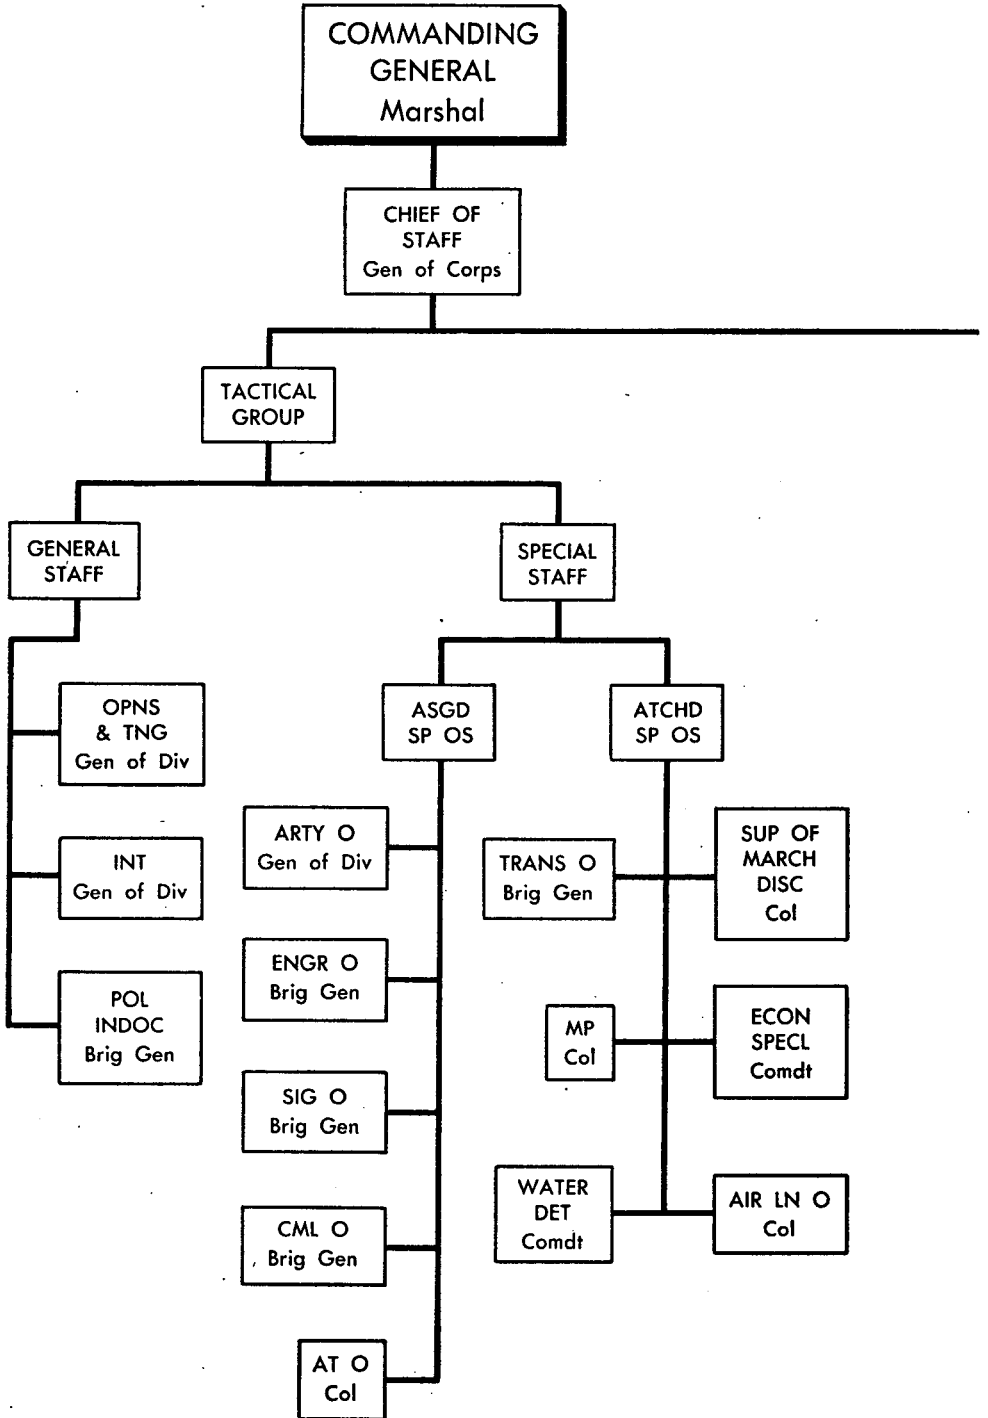 COMMANDING
GENERAL
Marshal
CHIEF OF
STAFF
Gen of Corps
TACTICAL
GROUP
GENERAL
STAFF
SPECIAL
STAFF
OPNS
& TNG
Gen of Div
INT
Gen of Div
POL
INDOC
Brig Gen
ASGD
SP OS
ARTY O
Gen of Div
ENGR O
Brig Gen
SIG O
Brig Gen
CML O
Brig Gen
AT O
Col
ATCHD
SP OS
TRANS O
Brig Gen
SUP OF
MARCH
DISC
Col
MP
Col
ECON
SPECL
Comdt
WATER
DET
Comdt
AIR LN O
Col